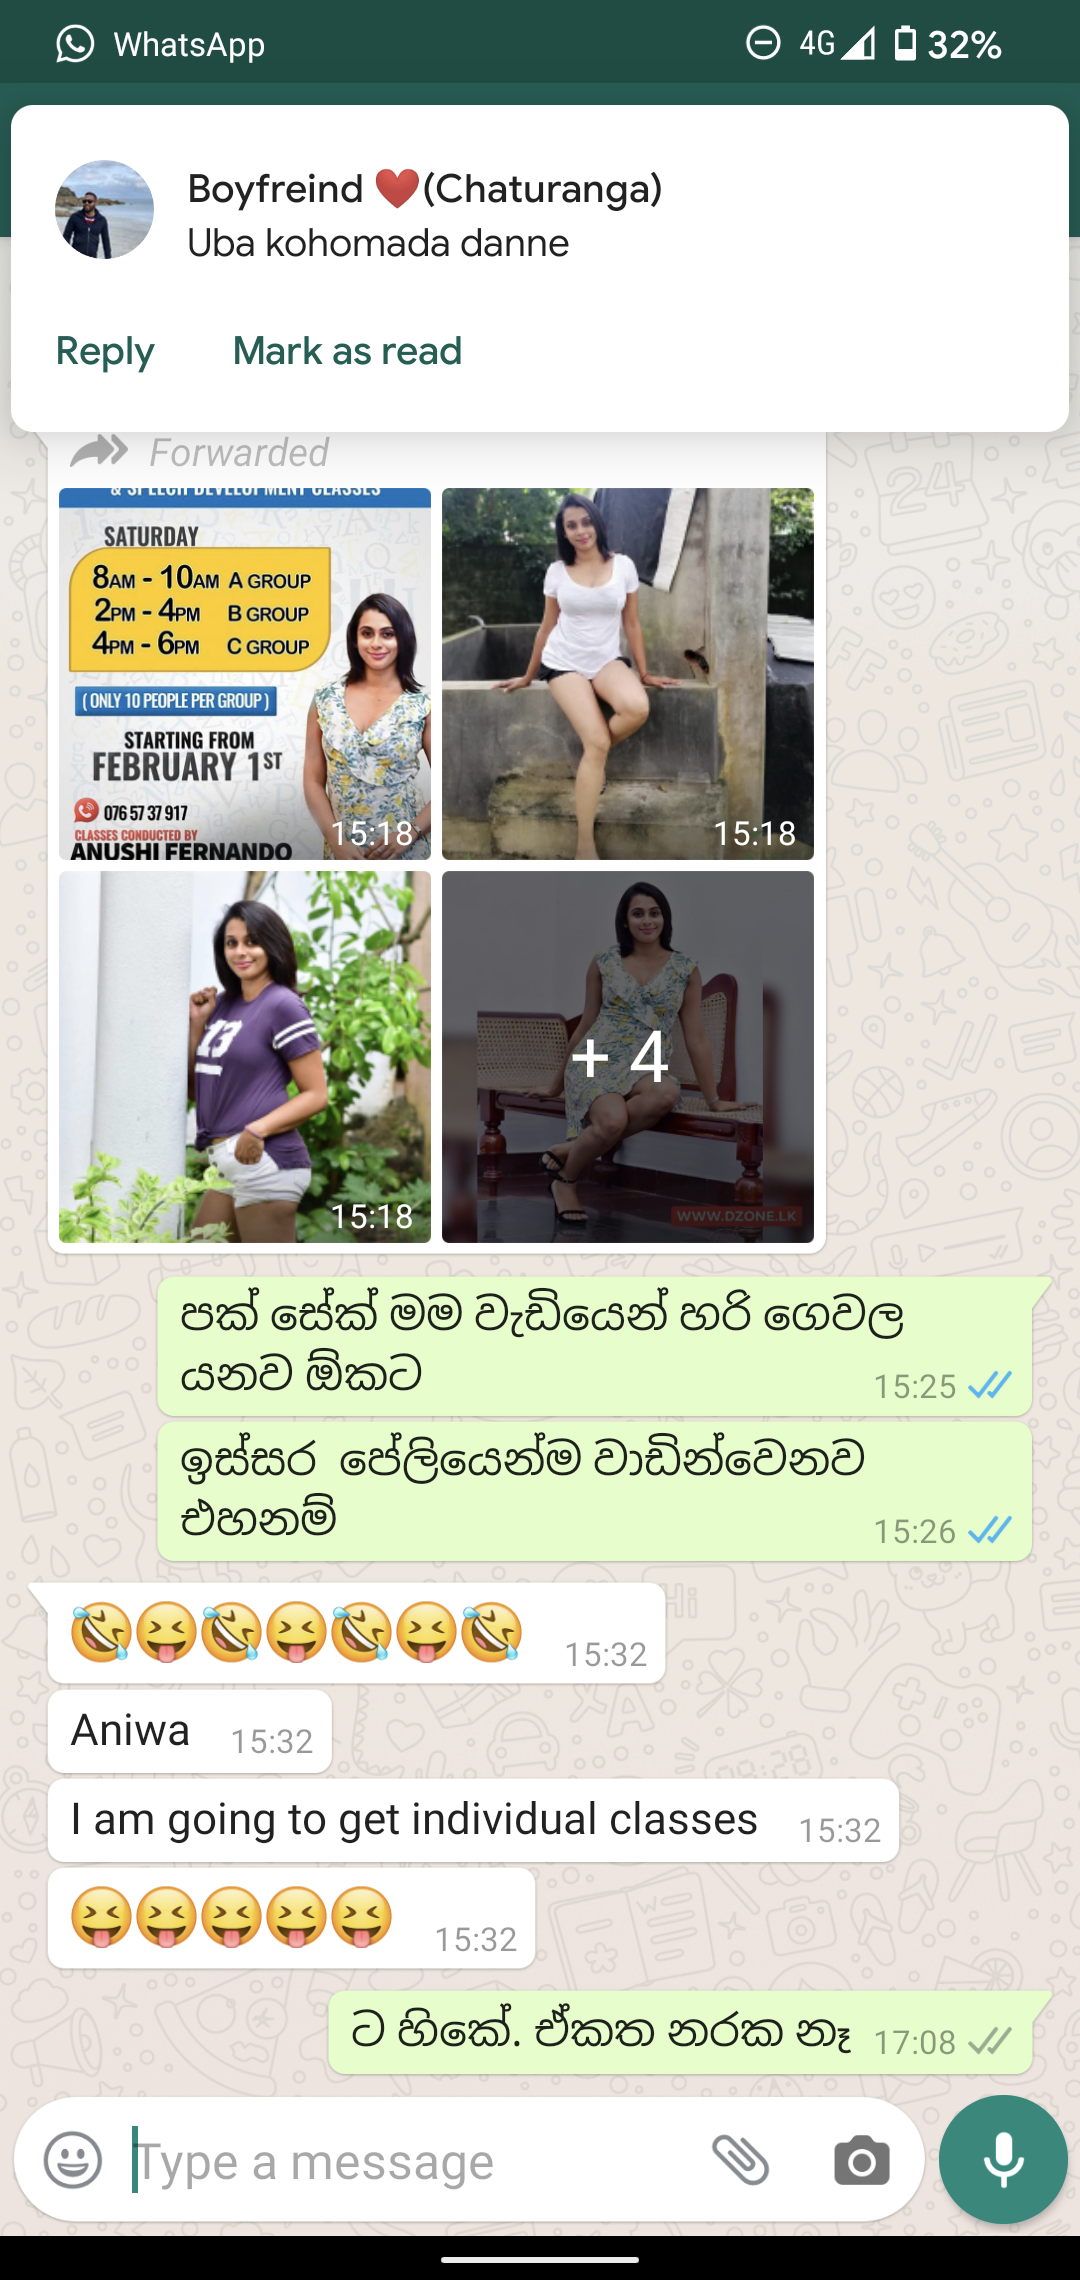 WhatsApp
4G 32%
Boyfreind ❤️(Chaturanga)
Uba kohomada danne
Reply Mark as read
Forwarded
& SPEECH DEVELOPMENT CLASSES
SATURDAY
8AM - 10AM A GROUP
2PM - 4PM B GROUP
4PM - 6PM C GROUP
( ONLY 10 PEOPLE PER GROUP )
STARTING FROM
FEBRUARY 1ST
076 57 37 917
CLASSES CONDUCTED BY
ANUSHI FERNANDO
15:18
15:18
13
15:18
+ 4
WWW.DZONE.LK
පක් සේක් මම වැඩියෙන් හරි ගෙවල
යනව ඕකට
15:25
ඉස්සර පේලියෙන්ම වාඩින්වෙනව
එහනම්
15:26
🤣😝🤣😝🤣😝🤣 15:32
Aniwa 15:32
I am going to get individual classes 15:32
😝😝😝😝😝 15:32
ට හිකේ. ඒකත නරක නෑ 17:08
Type a message